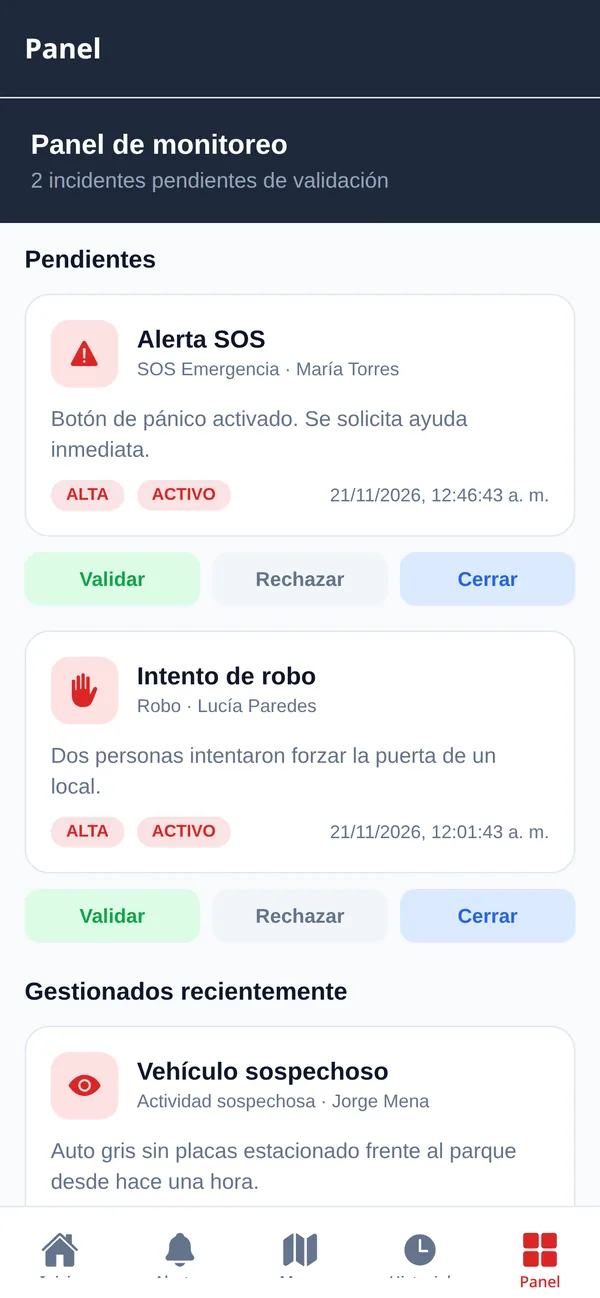 Panel
Panel de monitoreo
2 incidentes pendientes de validación
Pendientes
Alerta SOS
SOS Emergencia · María Torres
Botón de pánico activado. Se solicita ayuda
inmediata.
ALTA ACTIVO 21/11/2026, 12:46:43 a. m.
Validar Rechazar Cerrar
Intento de robo
Robo · Lucía Paredes
Dos personas intentaron forzar la puerta de un
local.
ALTA ACTIVO 21/11/2026, 12:01:43 a. m.
Validar Rechazar Cerrar
Gestionados recientemente
Vehículo sospechoso
Actividad sospechosa · Jorge Mena
Auto gris sin placas estacionado frente al parque
desde hace una hora.
Panel